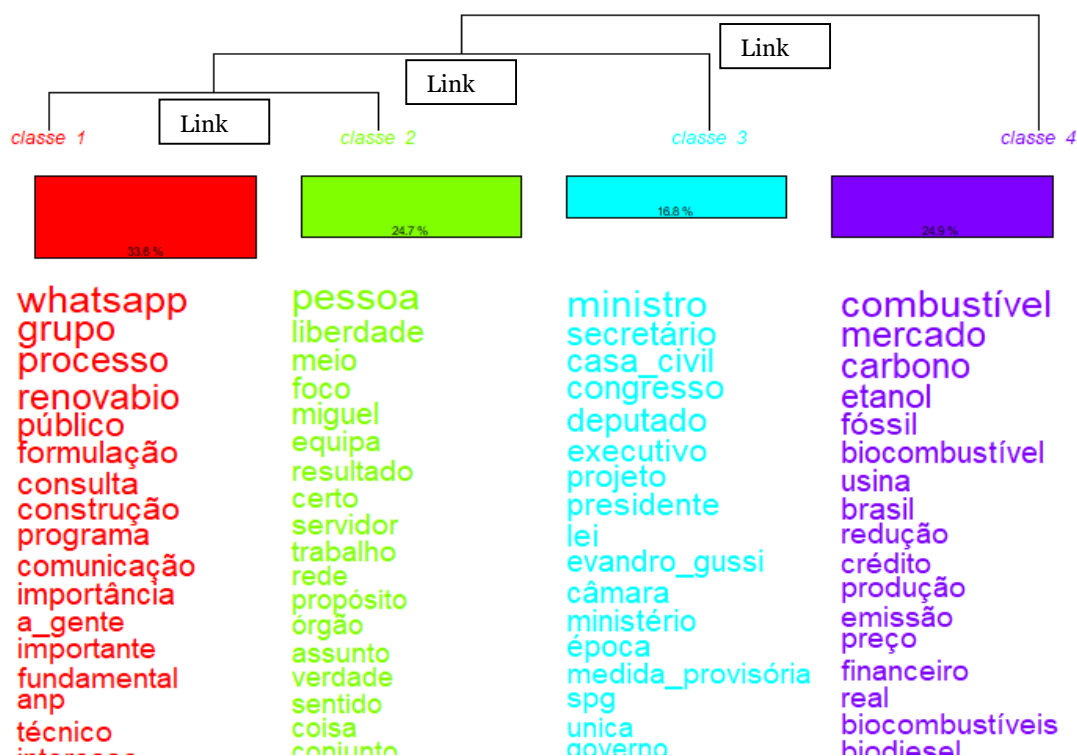 Link
Link
Link
classe 1
classe 2
classe 3
classe 4
33.6 %
24.7 %
16.8 %
24.9 %
whatsapp
grupo
processo
renovabio
público
formulação
consulta
construção
programa
comunicação
importância
a_gente
importante
fundamental
anp
técnico
pessoa
liberdade
meio
foco
miguel
equipa
resultado
certo
servidor
trabalho
rede
propósito
órgão
assunto
verdade
sentido
coisa
conjunto
ministro
secretário
casa_civil
congresso
deputado
executivo
projeto
presidente
lei
evandro_gussi
câmara
ministério
época
medida_provisória
spg
unica
governo
combustível
mercado
carbono
etanol
fóssil
biocombustível
usina
brasil
redução
crédito
produção
emissão
preço
financeiro
real
biocombustíveis
biodiesel